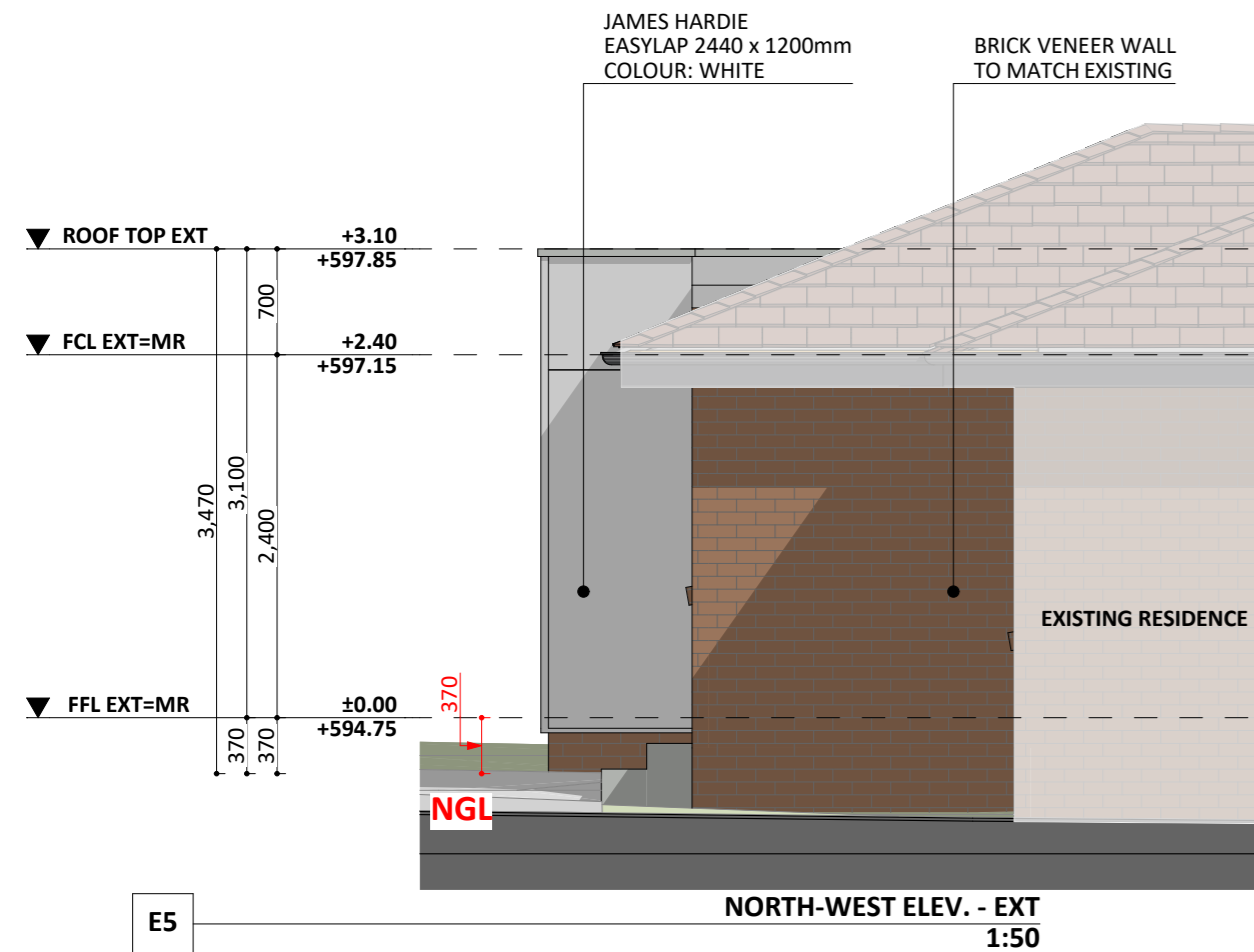 JAMES HARDIE
EASYLAP 2440 x 1200mm
COLOUR: WHITE
BRICK VENEER WALL
TO MATCH EXISTING
ROOF TOP EXT
+3.10
+597.85
700
FCL EXT=MR
+2.40
+597.15
3,470
3,100
2,400
EXISTING RESIDENCE
FFL EXT=MR
±0.00
+594.75
370
370
370
NGL
E5
NORTH-WEST ELEV. - EXT
1:50